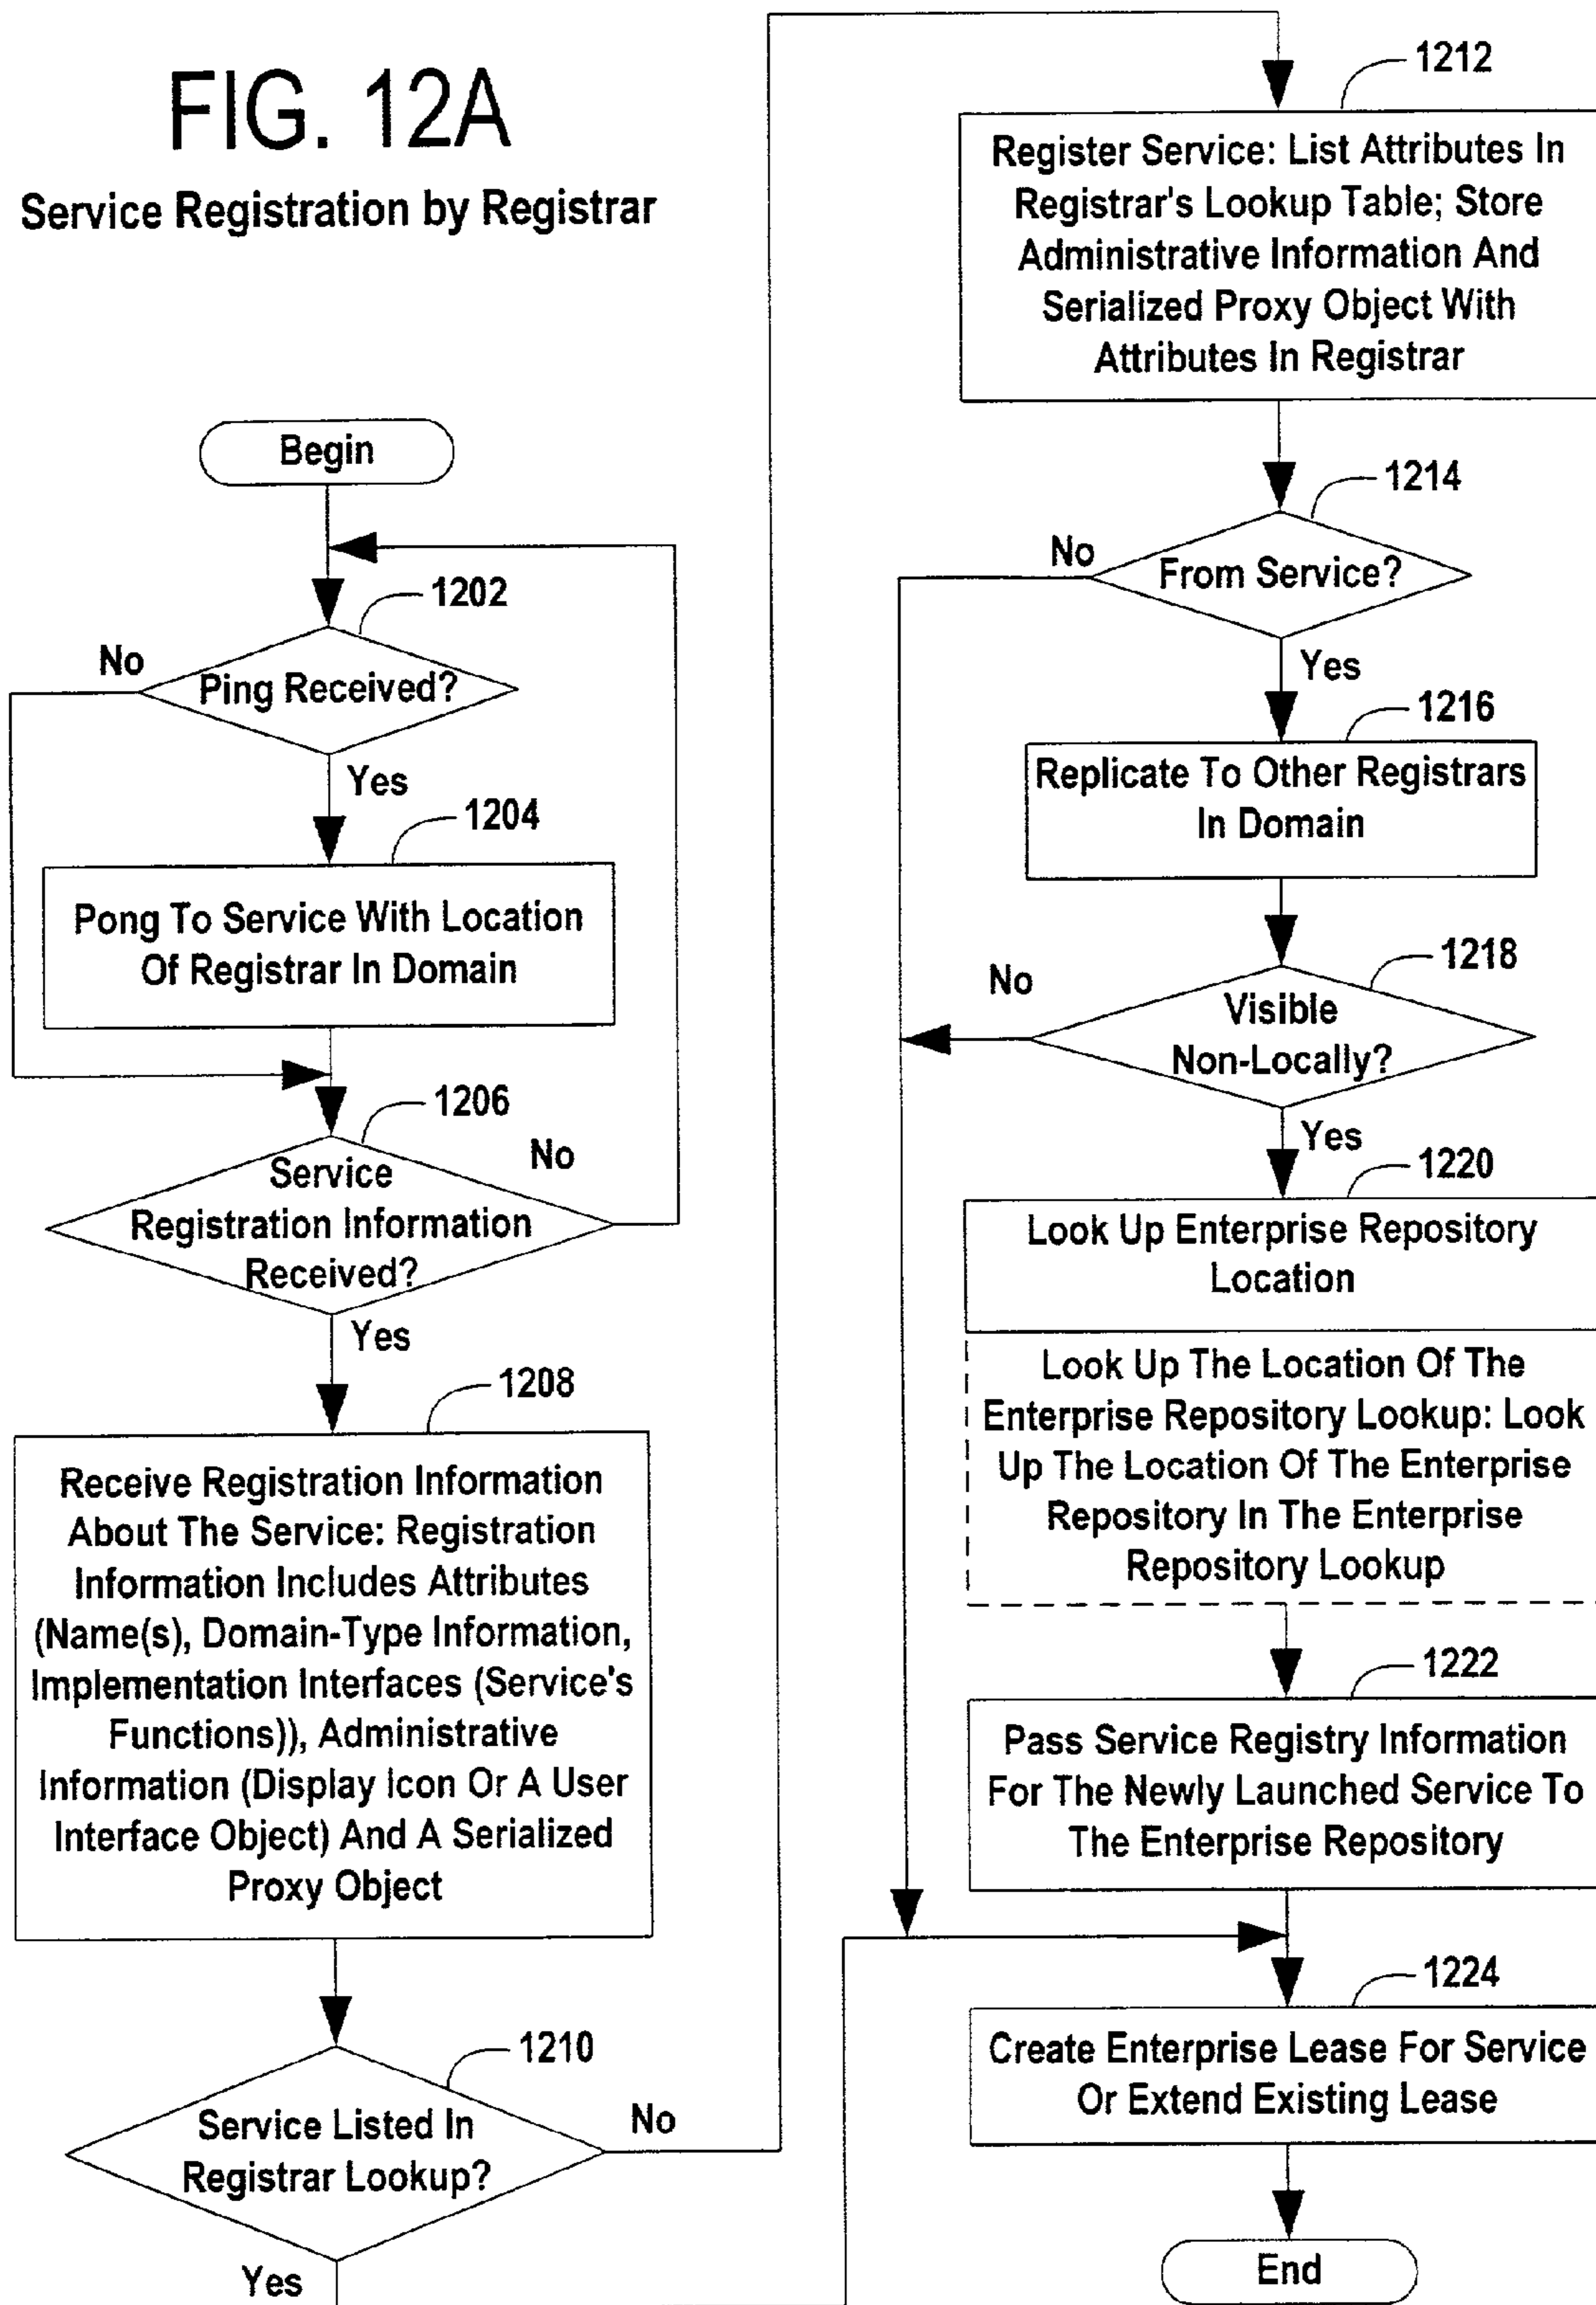 FIG. 12A
Service Registration by Registrar
Begin
1202
No
Ping Received?
Yes
1204
Pong To Service With Location
Of Registrar In Domain
1206
No
Service
Registration Information
Received?
Yes
1208
Receive Registration Information
About The Service: Registration
Information Includes Attributes
(Name(s), Domain-Type Information,
Implementation Interfaces (Service's
Functions)), Administrative
Information (Display Icon Or A User
Interface Object) And A Serialized
Proxy Object
1210
Service Listed In
Registrar Lookup?
No
Yes
1212
Register Service: List Attributes In
Registrar's Lookup Table; Store
Administrative Information And
Serialized Proxy Object With
Attributes In Registrar
1214
No
From Service?
Yes
1216
Replicate To Other Registrars
In Domain
1218
No
Visible
Non-Locally?
Yes
1220
Look Up Enterprise Repository
Location
Look Up The Location Of The
Enterprise Repository Lookup: Look
Up The Location Of The Enterprise
Repository In The Enterprise
Repository Lookup
1222
Pass Service Registry Information
For The Newly Launched Service To
The Enterprise Repository
1224
Create Enterprise Lease For Service
Or Extend Existing Lease
End